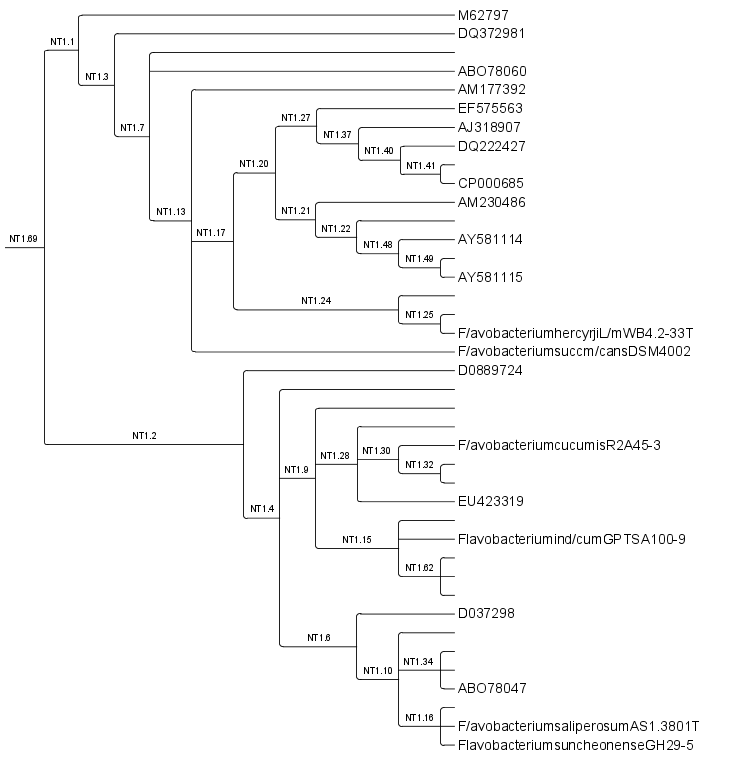 M62797
DQ372981
NT1.1
NT1.3
ABO78060
AM177392
EF575563
NT1.27
AJ318907
NT1.7
NT1.37
DQ222427
NT1.40
NT1.20
NT1.41
CP000685
AM230486
NT1.13
NT1.21
NT1.22
NT1.17
AY581114
NT1.69
NT1.48
NT1.49
AY581115
NT1.24
NT1.25
F/avobacteriumhercyrjiL/mWB4.2-33T
F/avobacteriumsuccm/cansDSM4002
D0889724
NT1.2
F/avobacteriumcucumisR2A45-3
NT1.30
NT1.28
NT1.32
NT1.9
EU423319
NT1.4
NT1.15
Flavobacteriumind/cumGPTSA100-9
NT1.62
D037298
NT1.6
NT1.34
NT1.10
ABO78047
NT1.16
F/avobacteriumsaliperosumAS1.3801T
FlavobacteriumsuncheonenseGH29-5